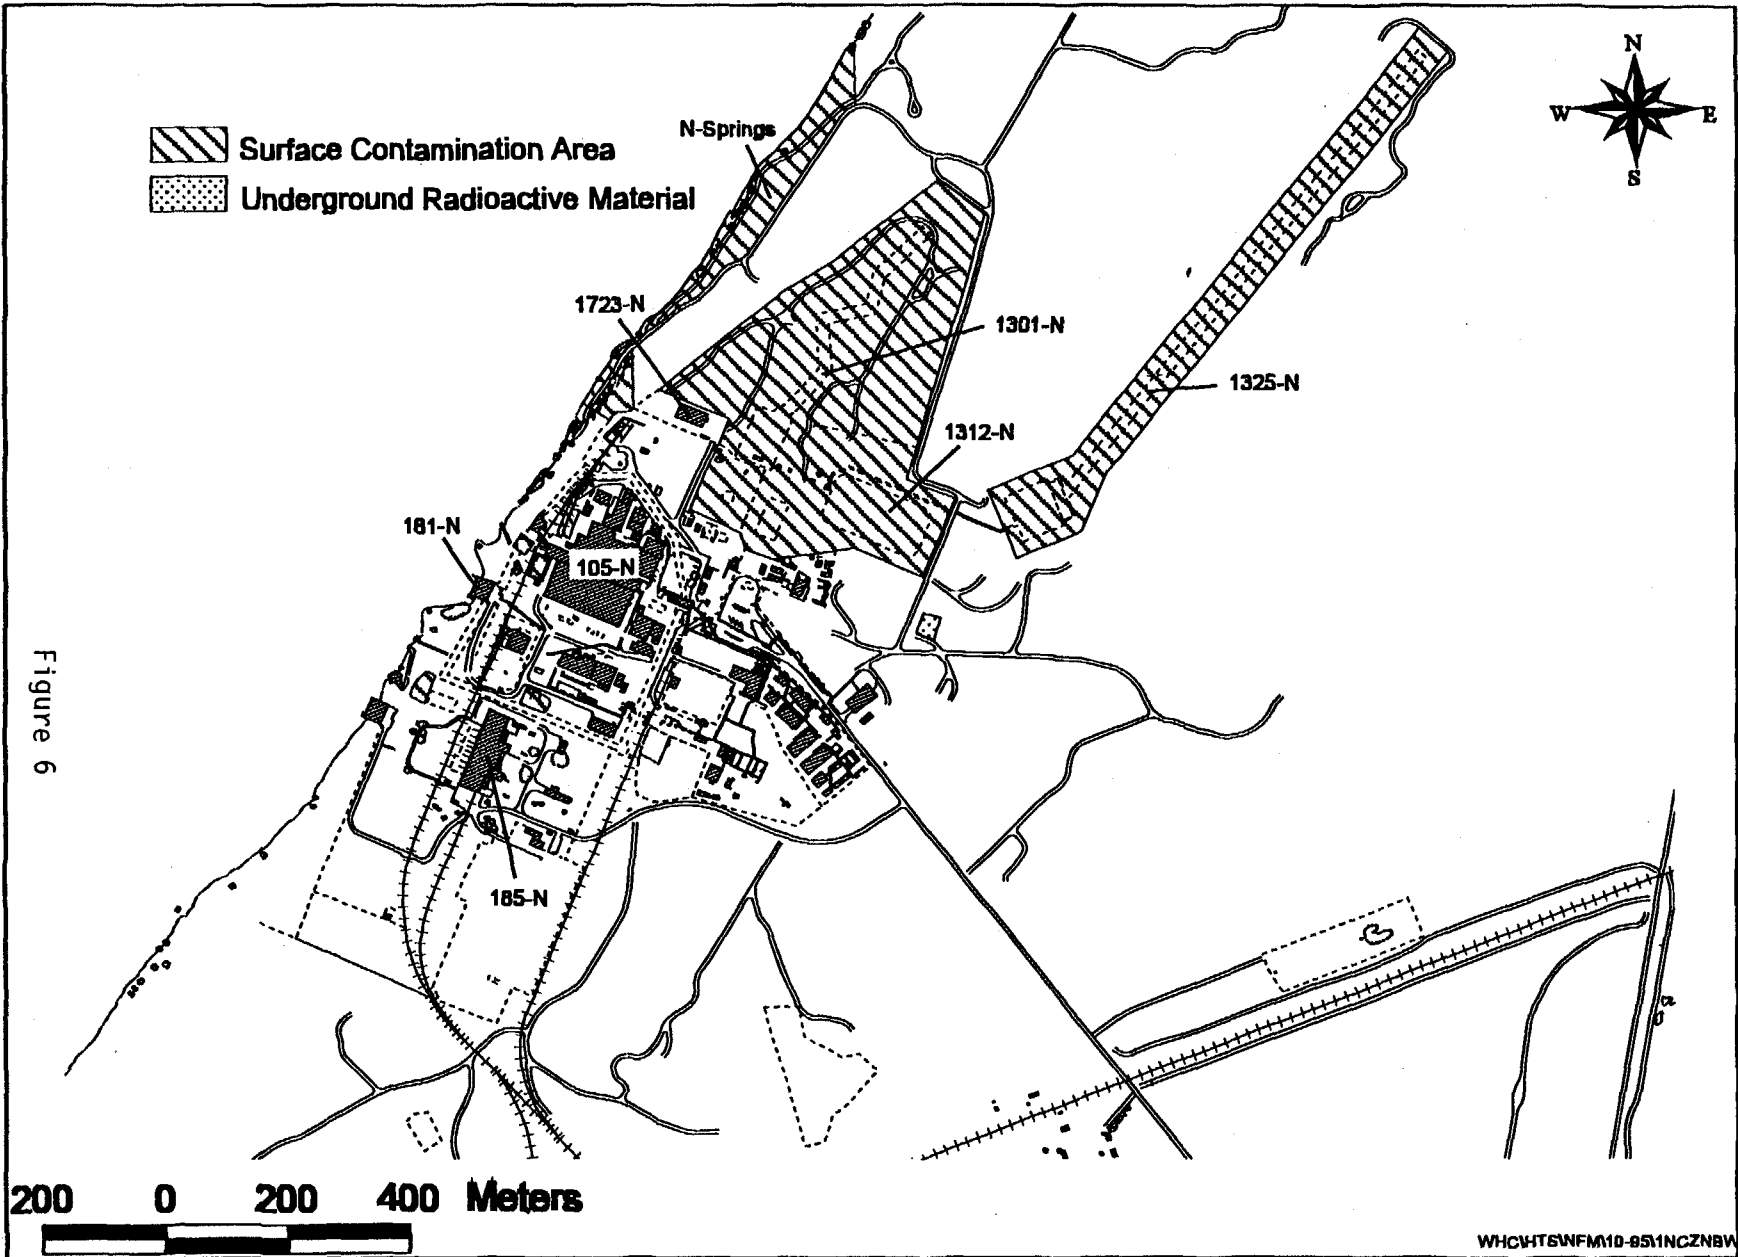 N
W E
S
Surface Contamination Area
Underground Radioactive Material
N-Springs
1723-N
1301-N
1325-N
1312-N
181-N
105-N
185-N
Figure 6
200 0 200 400 Meters